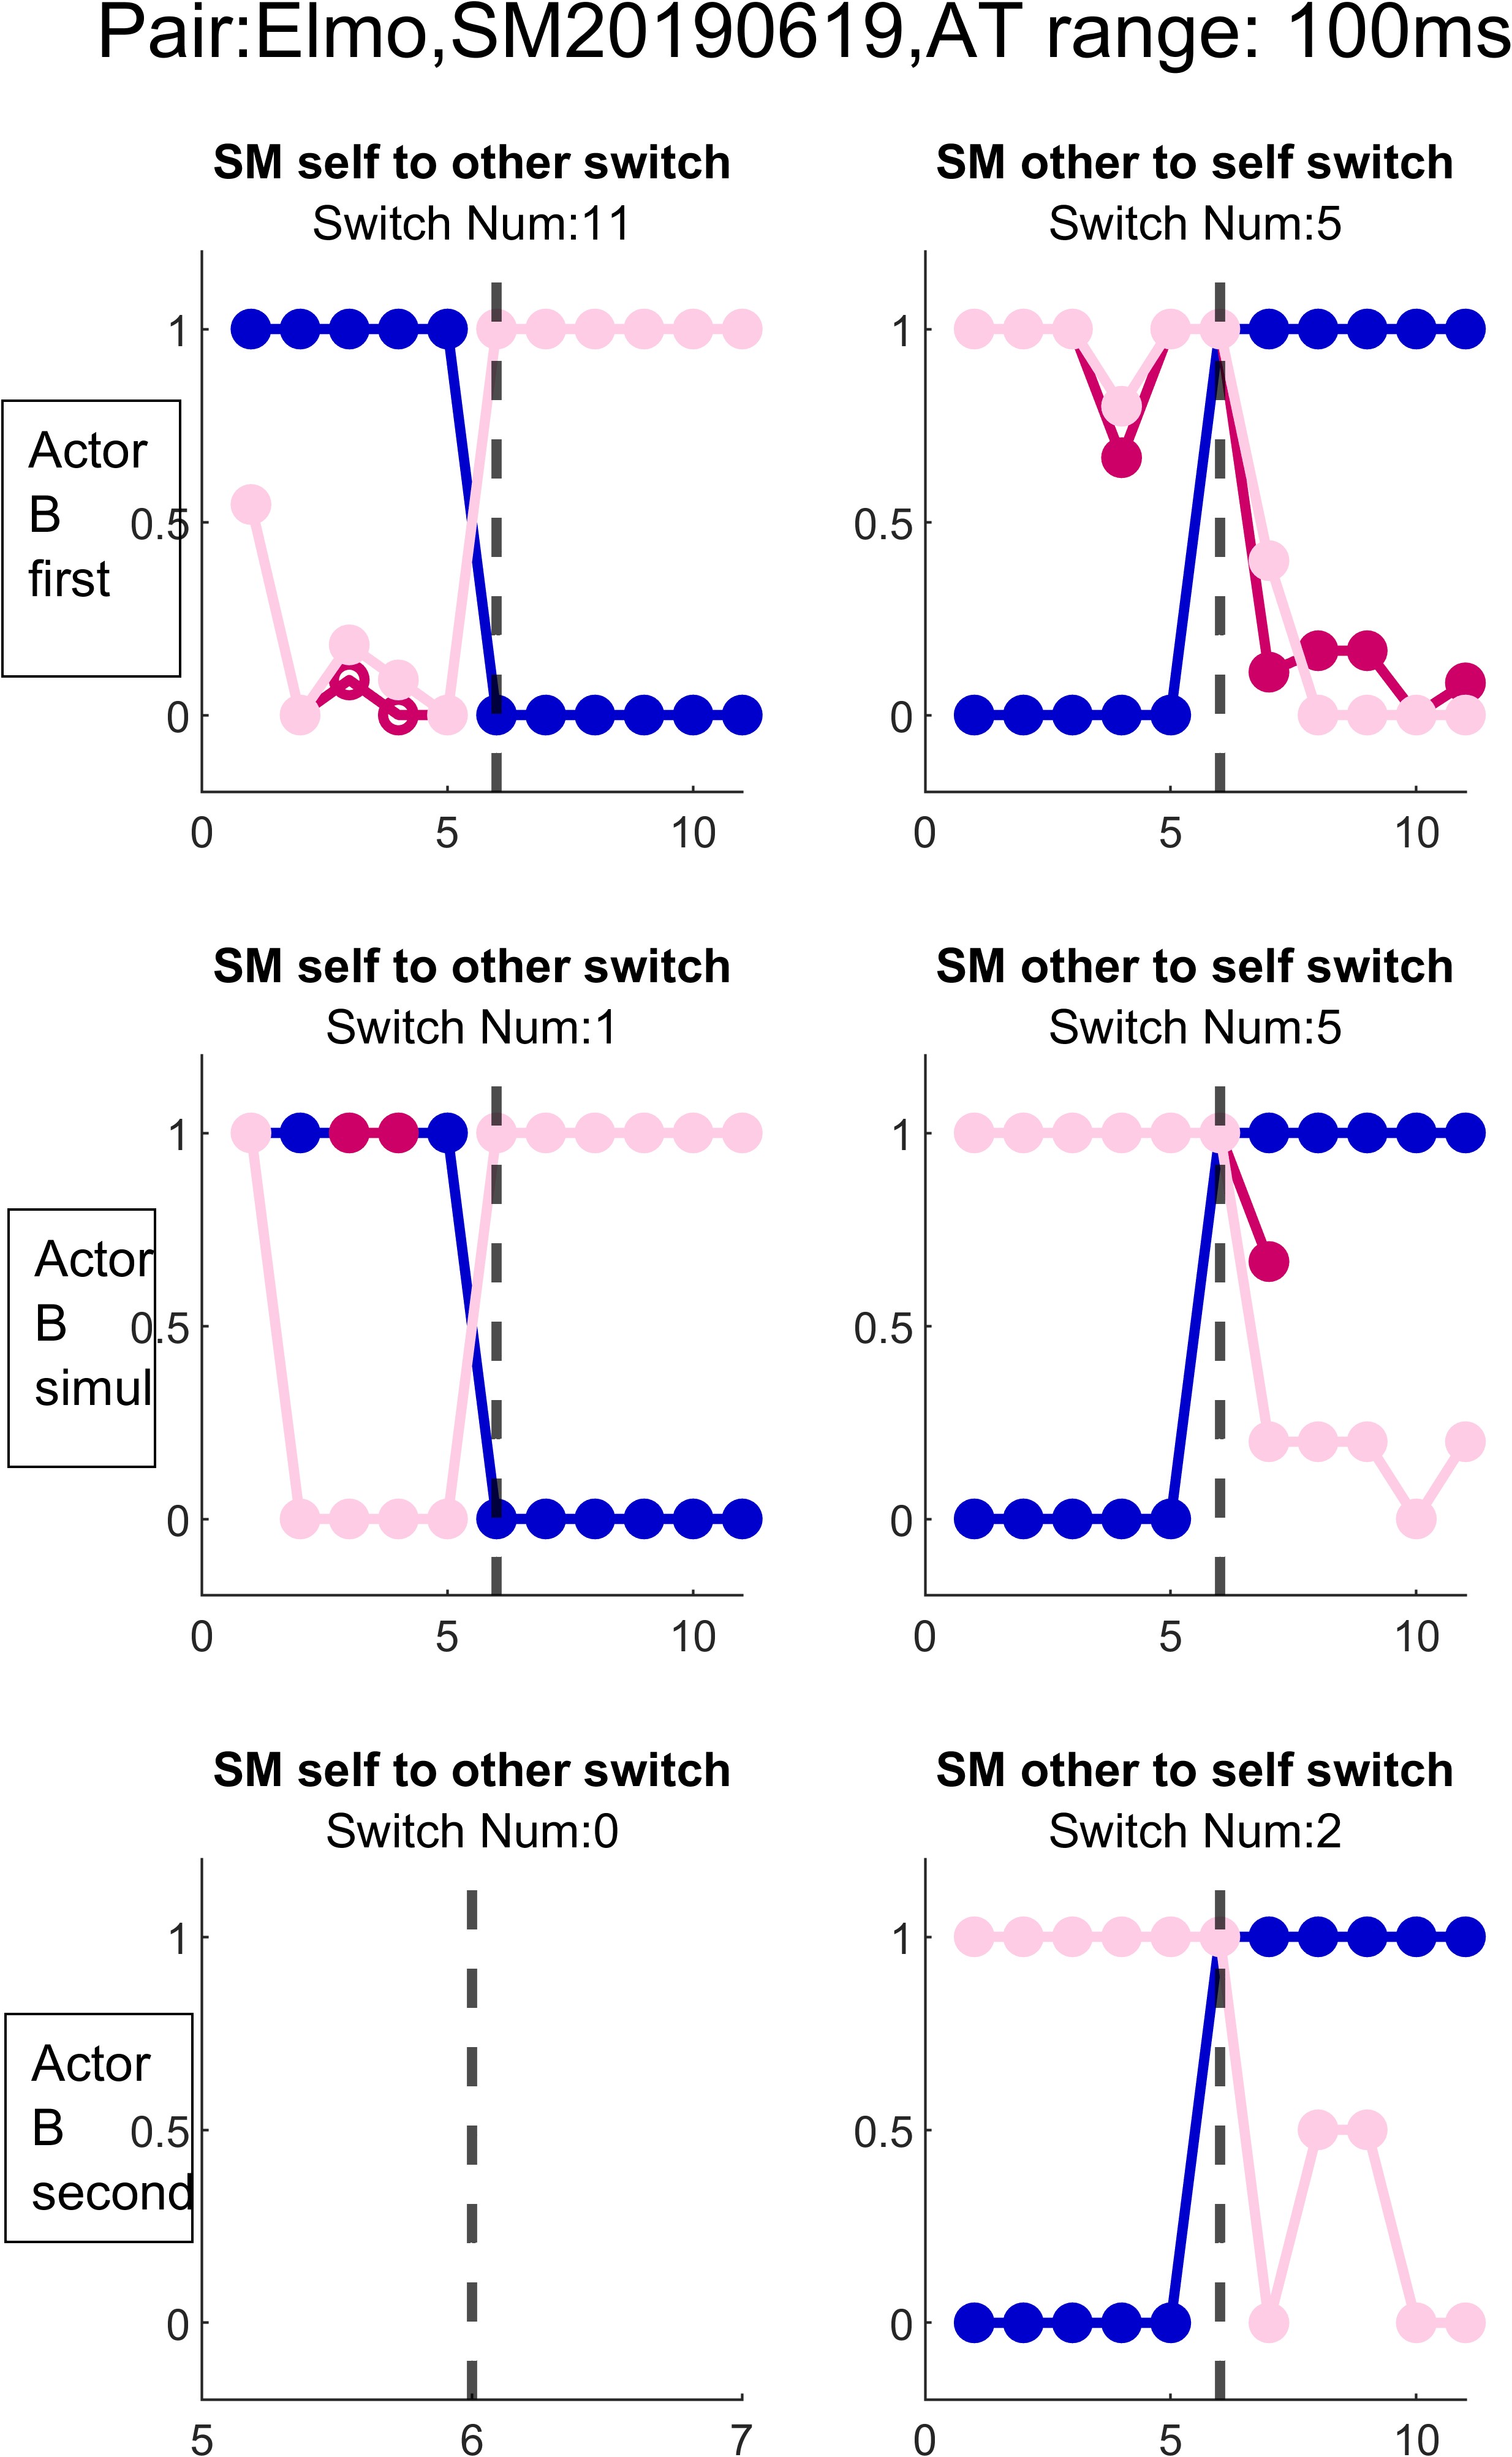 Pair:Elmo,SM20190619,AT range: 100ms
SM self to other switch
Switch Num:11
SM other to self switch
Switch Num:5
Actor
B
first
1
0.5
0
0
5
10
1
0.5
0
0
5
10
SM self to other switch
Switch Num:1
SM other to self switch
Switch Num:5
Actor
B
simul
1
0.5
0
0
5
10
1
0.5
0
0
5
10
SM self to other switch
Switch Num:0
SM other to self switch
Switch Num:2
Actor
B
second
1
0.5
0
5
6
7
1
0.5
0
0
5
10